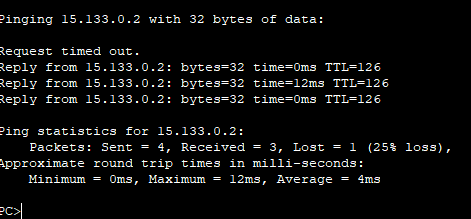 Pinging 15.133.0.2 with 32 bytes of data:
Request timed out.
Reply from 15.133.0.2: bytes=32 time=0ms TTL=126
Reply from 15.133.0.2: bytes=32 time=12ms TTL=126
Reply from 15.133.0.2: bytes=32 time=0ms TTL=126
Ping statistics for 15.133.0.2:
Packets: Sent = 4, Received = 3, Lost = 1 (25% loss),
Approximate round trip times in milli-seconds:
Minimum = 0ms, Maximum = 12ms, Average = 4ms
PC>